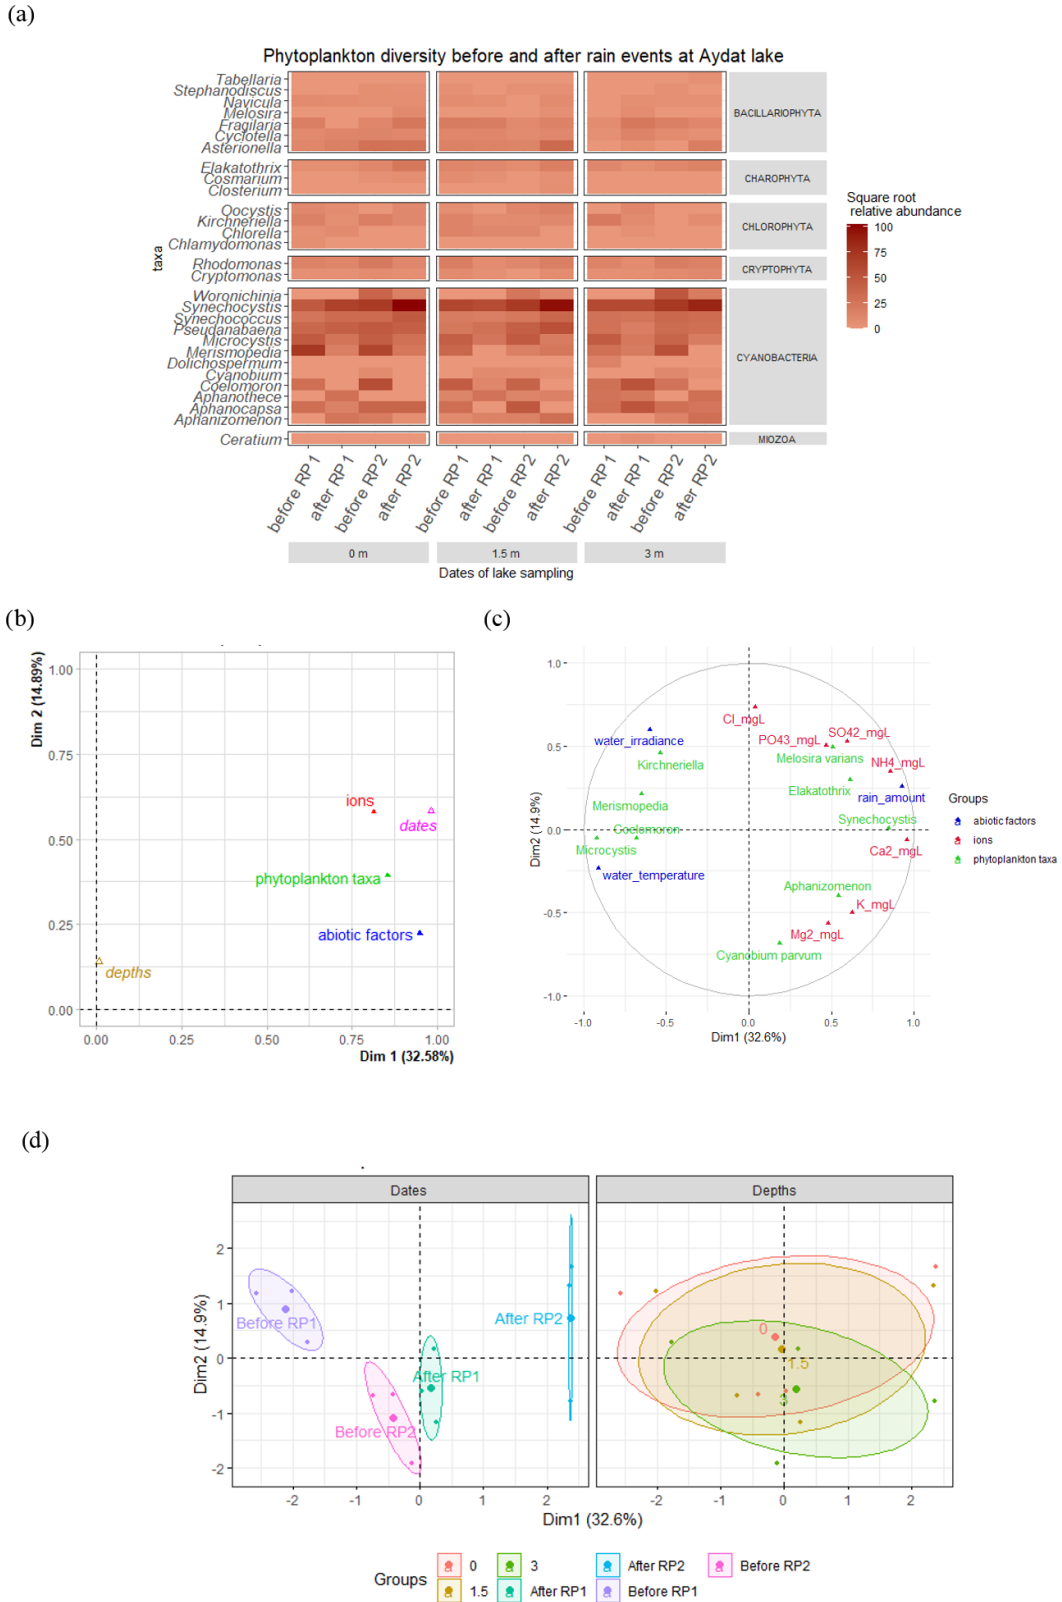 (a)
Phytoplankton diversity before and after rain events at Aydat lake
taxa
Tabellaria
Stephanodiscus
Navicula
Melosira
Fragilaria
Cyclotella
Asterionella
BACILLARIOPHYTA
Elakatothrix
Cosmarium
Closterium
CHAROPHYTA
Oocystis
Kirchneriella
Chlorella
Chlamydomonas
CHLOROPHYTA
Rhodomonas
Cryptomonas
CRYPTOPHYTA
Woronichinia
Synechocystis
Synechococcus
Pseudanabaena
Microcystis
Merismopedia
Dolichospermum
Cyanobium
Coelomoron
Aphanothece
Aphanocapsa
Aphanizomenon
CYANOBACTERIA
Ceratium
MIOZOA
Square root
relative abundance
100
75
50
25
0
before RP1 after RP1 before RP2 after RP2 before RP1 after RP1 before RP2 after RP2 before RP1 after RP1 before RP2 after RP2
0 m 1.5 m 3 m
Dates of lake sampling
(b)
Dim 2 (14.89%)
1.00
0.75
0.50
0.25
0.00
ions
dates
phytoplankton taxa
abiotic factors
depths
0.00 0.25 0.50 0.75 1.00
Dim 1 (32.58%)
(c)
Dim2 (14.9%)
1.0
0.5
0.0
-0.5
-1.0
Cl_mgL
water_irradiance
PO43_mgL
SO42_mgL
Kirchneriella
Melosira varians
NH4_mgL
Elakatothrix
rain_amount
Merismopedia
Synechocystis
Coelomoron
Microcystis
Ca2_mgL
water_temperature
Aphanizomenon
K_mgL
Mg2_mgL
Cyanobium parvum
-1.0 -0.5 0.0 0.5 1.0
Dim1 (32.6%)
Groups
abiotic factors
ions
phytoplankton taxa
(d)
Dates Depths
Dim2 (14.9%)
2
1
0
-1
-2
Before RP1
After RP2
After RP1
Before RP2
0
1.5
3
-2 -1 0 1 2 -2 -1 0 1 2
Dim1 (32.6%)
Groups
0 3 After RP2 Before RP2
1.5 After RP1 Before RP1